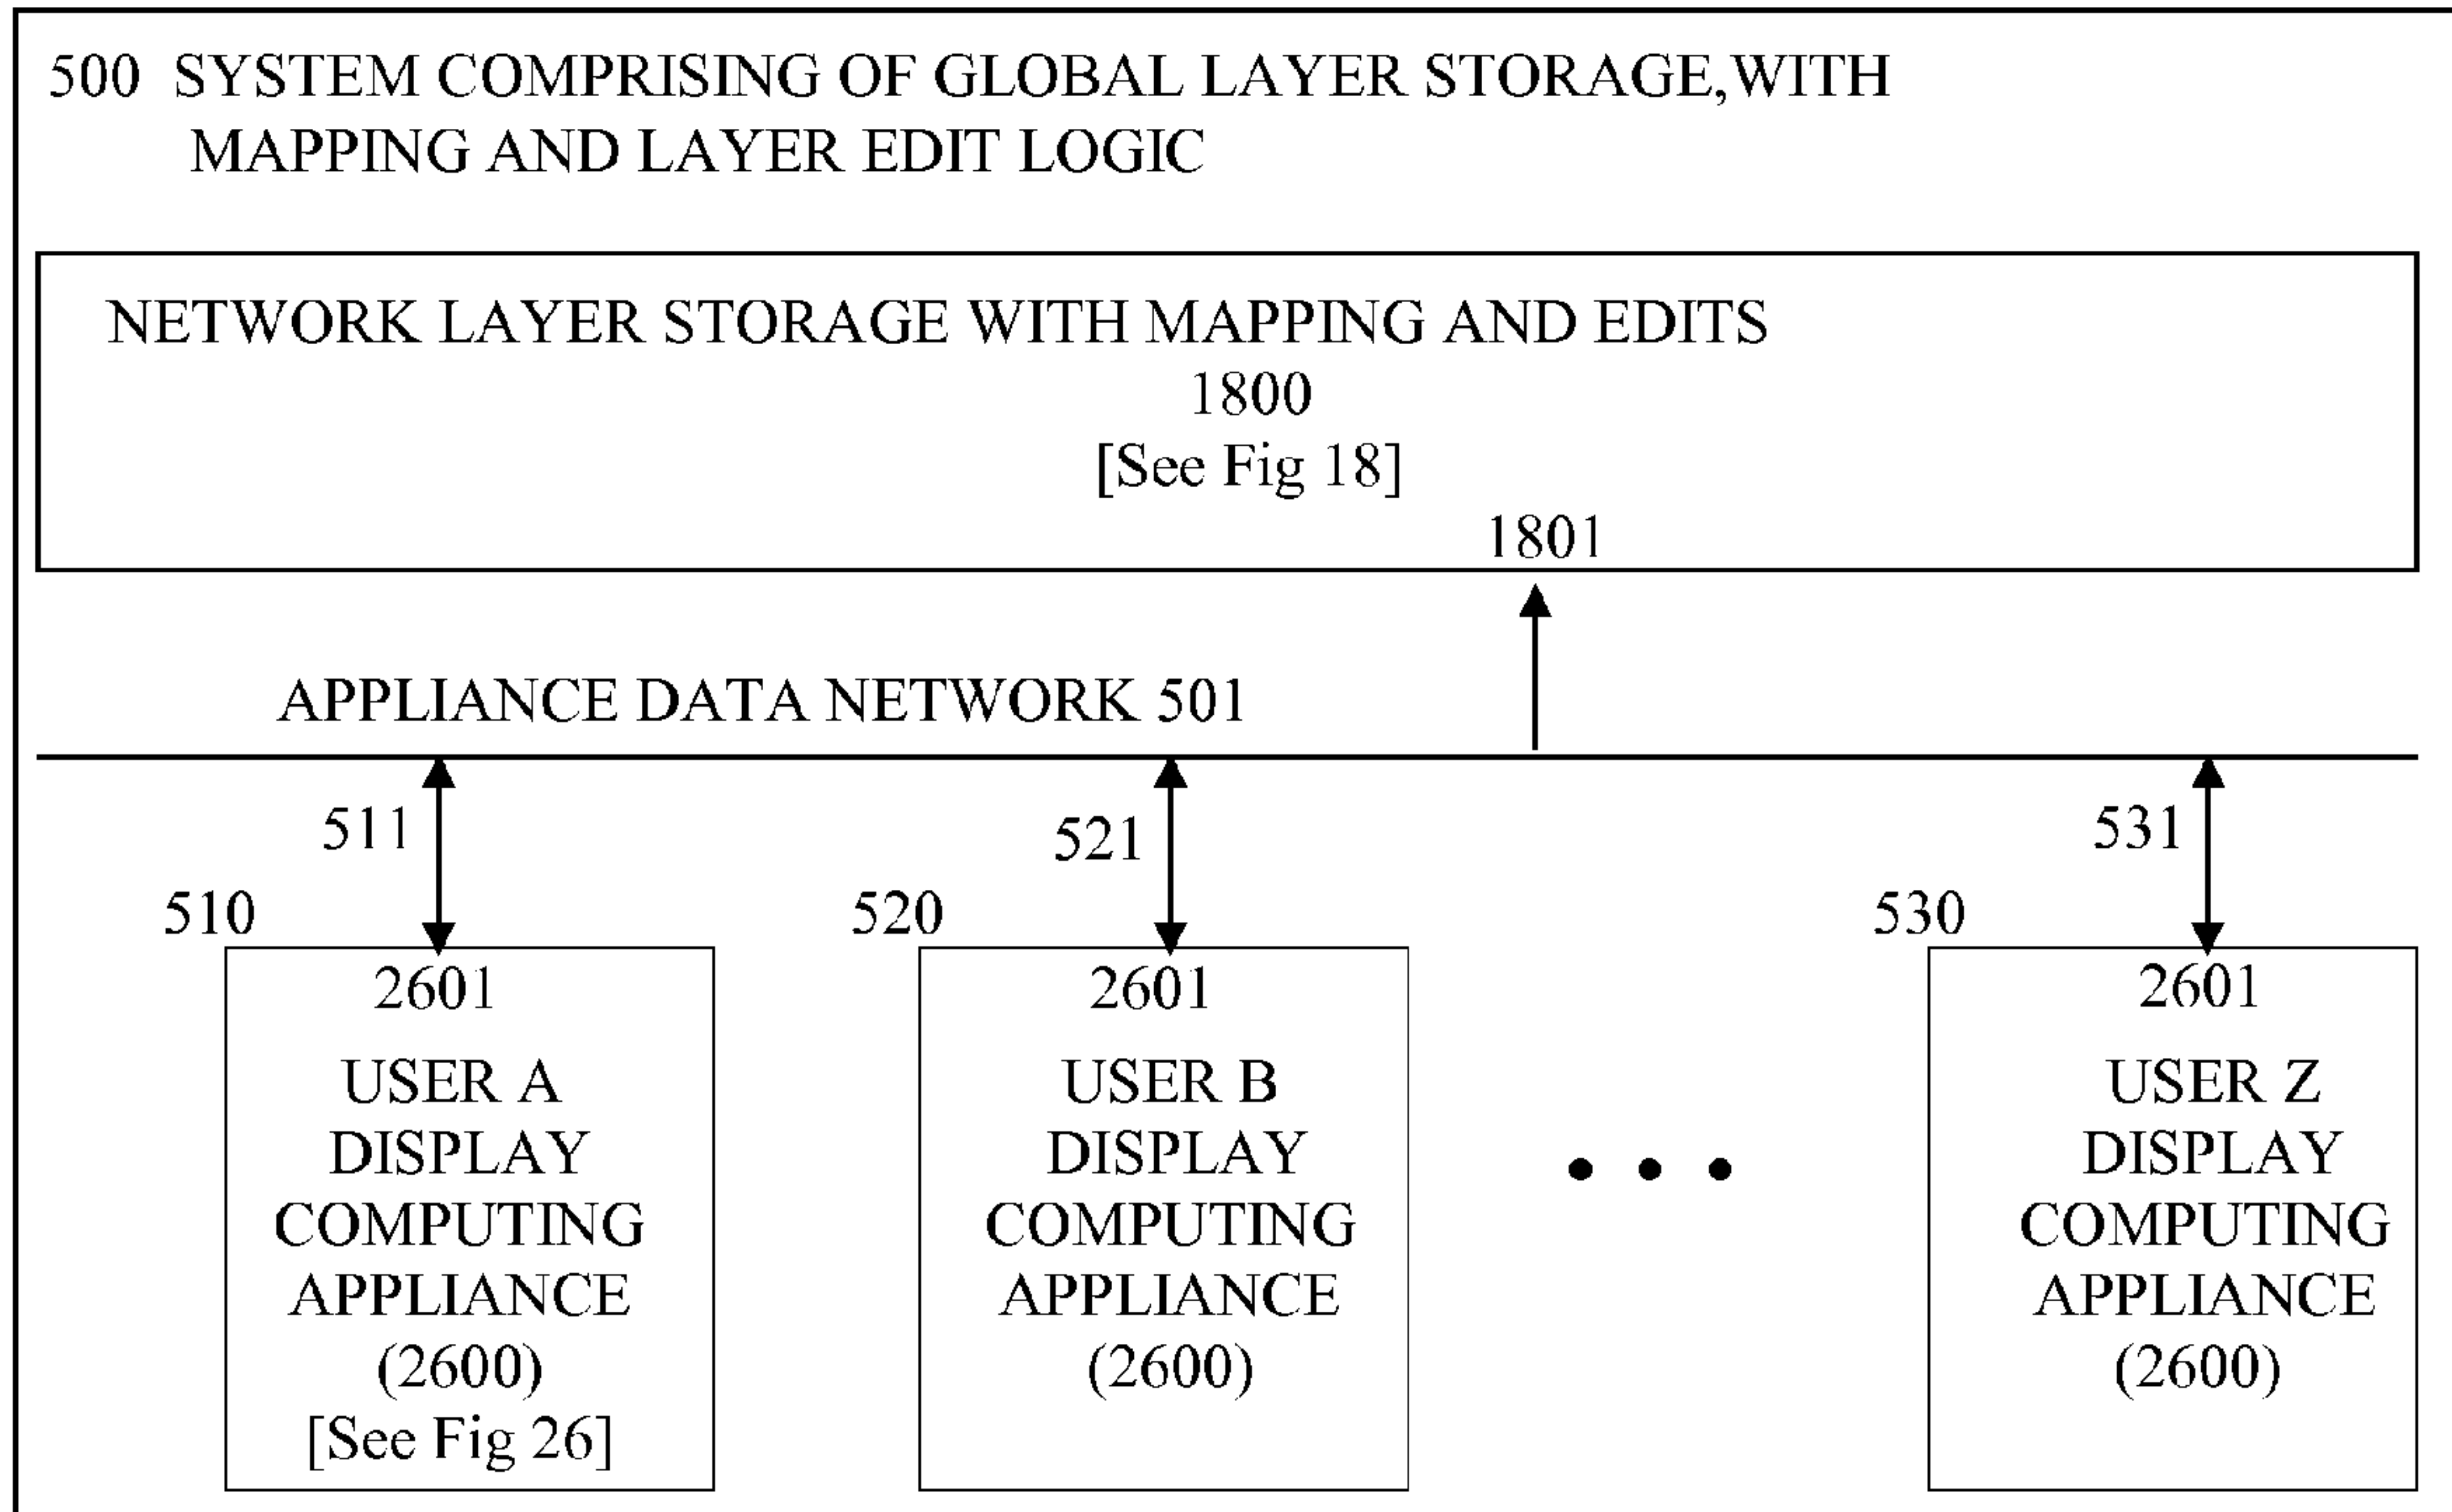 500 SYSTEM COMPRISING OF GLOBAL LAYER STORAGE,WITH
MAPPING AND LAYER EDIT LOGIC
NETWORK LAYER STORAGE WITH MAPPING AND EDITS
1800
[See Fig 18]
1801
APPLIANCE DATA NETWORK 501
511
521
531
510
520
530
2601
USER A
DISPLAY
COMPUTING
APPLIANCE
(2600)
[See Fig 26]
2601
USER B
DISPLAY
COMPUTING
APPLIANCE
(2600)
• • •
2601
USER Z
DISPLAY
COMPUTING
APPLIANCE
(2600)